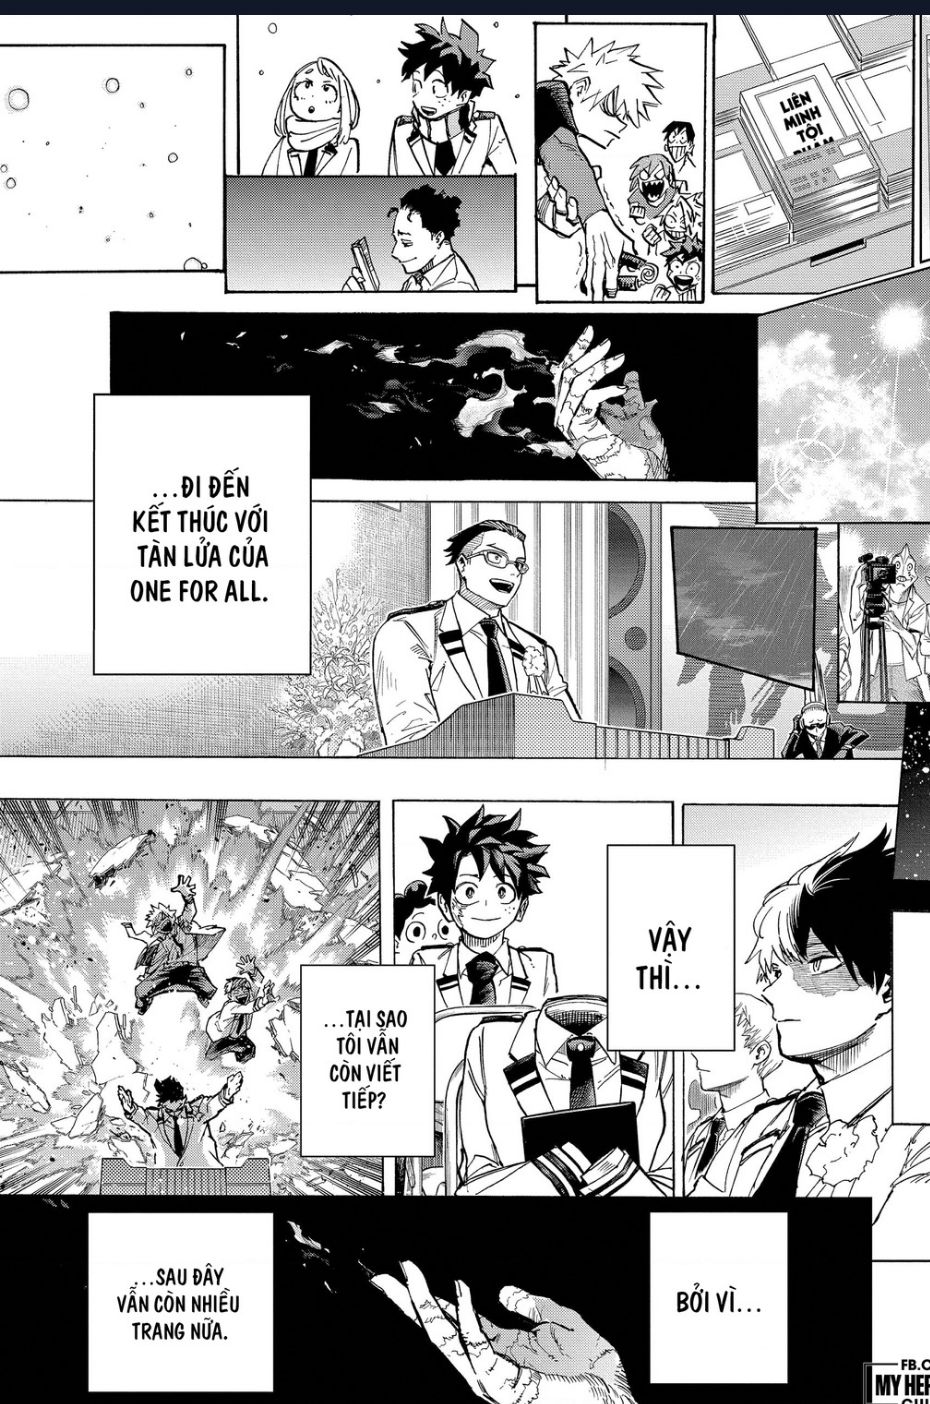 LIÊN
MINH
TỘI
...ĐI ĐẾN
KẾT THÚC VỚI
TÀN LỬA CỦA
ONE FOR ALL.
VẬY
THÌ...
...TẠI SAO
TÔI VẪN
CÒN VIẾT
TIẾP?
BỞI VÌ...
...SAU ĐÂY
VẪN CÒN NHIỀU
TRANG NỮA.
FB.C
MY HER